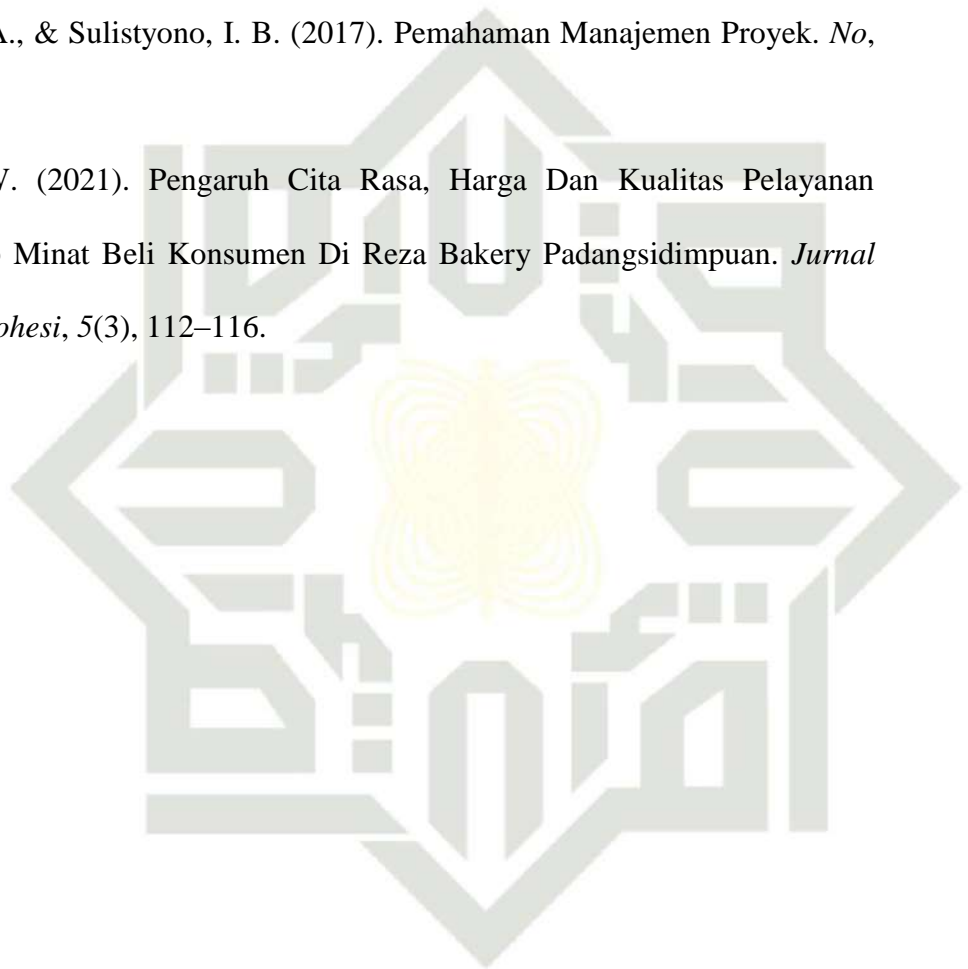 A., & Sulistyono, I. B. (2017). Pemahaman Manajemen Proyek. No,
(2021). Pengaruh Cita Rasa, Harga Dan Kualitas Pelayanan
Minat Beli Konsumen Di Reza Bakery Padangsidimpuan. Jurnal
ohesi, 5(3), 112–116.